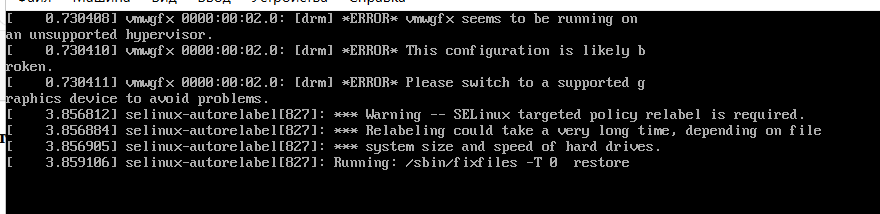 Файл Машина Вид Ввод Устройства Справка
[    0.730408] vmwgfx 0000:00:02.0: [drm] *ERROR* vmwgfx seems to be running on
an unsupported hypervisor.
[    0.730410] vmwgfx 0000:00:02.0: [drm] *ERROR* This configuration is likely b
roken.
[    0.730411] vmwgfx 0000:00:02.0: [drm] *ERROR* Please switch to a supported g
raphics device to avoid problems.
[    3.856812] selinux-autorelabel[827]: *** Warning -- SELinux targeted policy relabel is required.
[    3.856884] selinux-autorelabel[827]: *** Relabeling could take a very long time, depending on file
[    3.856905] selinux-autorelabel[827]: *** system size and speed of hard drives.
[    3.859106] selinux-autorelabel[827]: Running: /sbin/fixfiles -T 0  restore